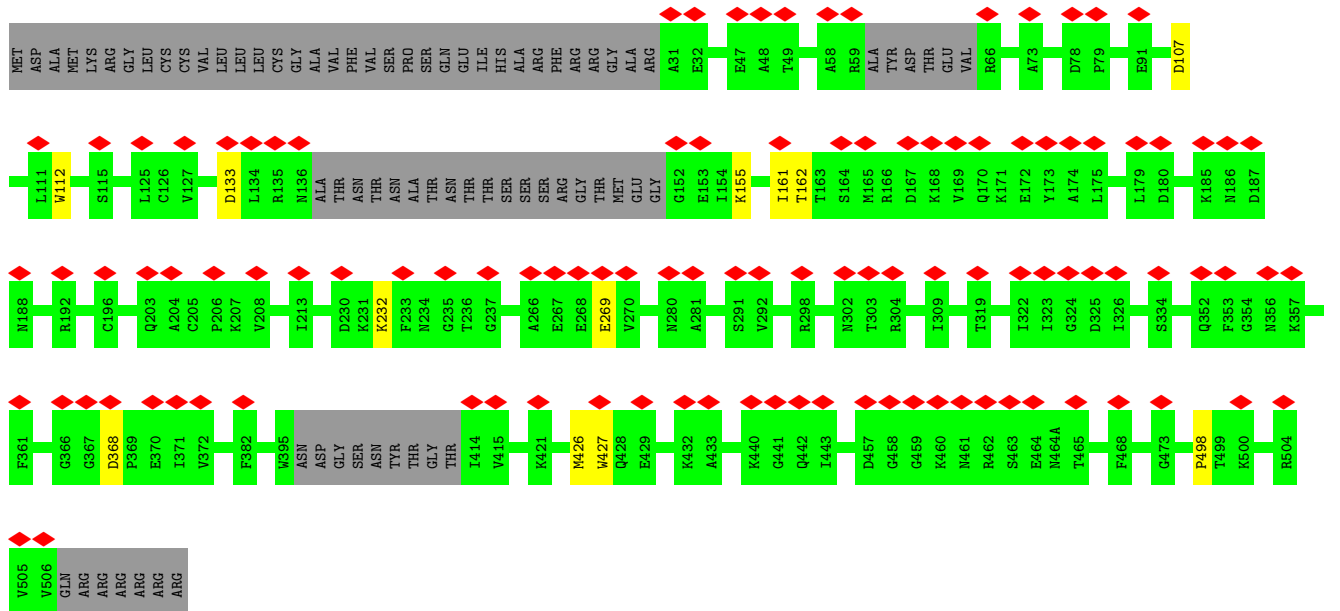 MET ASP ALA MET LYS ARG GLY LEU CYS CYS VAL LEU LEU LEU CYS GLY ALA VAL PHE VAL SER PRO SER GLN GLU ILE HIS ALA ARG PHE ARG ARG GLY ALA ARG A31 E32 E47 A48 T49 A58 R59 ALA TYR ASP THR GLU VAL R66 A73 D78 P79 E91 D107
L111 W112 S115 L125 C126 V127 D133 L134 R135 N136 ALA THR ASN THR ASN ALA THR ASN THR THR SER SER SER ARG GLY THR MET GLU GLY G152 E153 I154 K155 I161 T162 T163 S164 M165 R166 D167 K168 V169 Q170 K171 E172 Y173 A174 L175 L179 D180 K185 N186 D187
N188 R192 C196 Q203 A204 C205 P206 K207 V208 I213 D230 K231 K232 F233 N234 G235 T236 G237 A266 E267 E268 E269 V270 N280 A281 S291 V292 R298 N302 T303 R304 I309 T319 I322 I323 G324 D325 I326 S334 Q352 F353 G354 N356 K357
F361 G366 G367 D368 P369 E370 I371 V372 F382 W395 ASN ASP GLY SER ASN TYR THR GLY THR I414 V415 K421 M426 W427 Q428 E429 K432 A433 K440 G441 Q442 I443 D457 G458 G459 K460 N461 R462 S463 E464 N464A T465 F468 G473 P498 T499 K500 R504
V505 V506 GLN ARG ARG ARG ARG ARG ARG